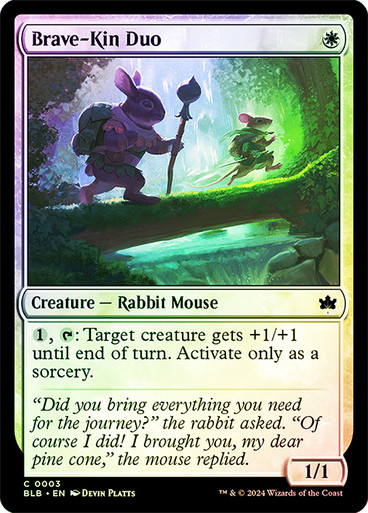 Brave-Kin Duo
Creature — Rabbit Mouse
1, : Target creature gets +1/+1
until end of turn. Activate only as a
sorcery.
“Did you bring everything you need
for the journey?” the rabbit asked. “Of
course I did! I brought you, my dear
pine cone,” the mouse replied.
1/1
C 0003
BLB • EN DEVIN PLATTS
™ & © 2024 Wizards of the Coast